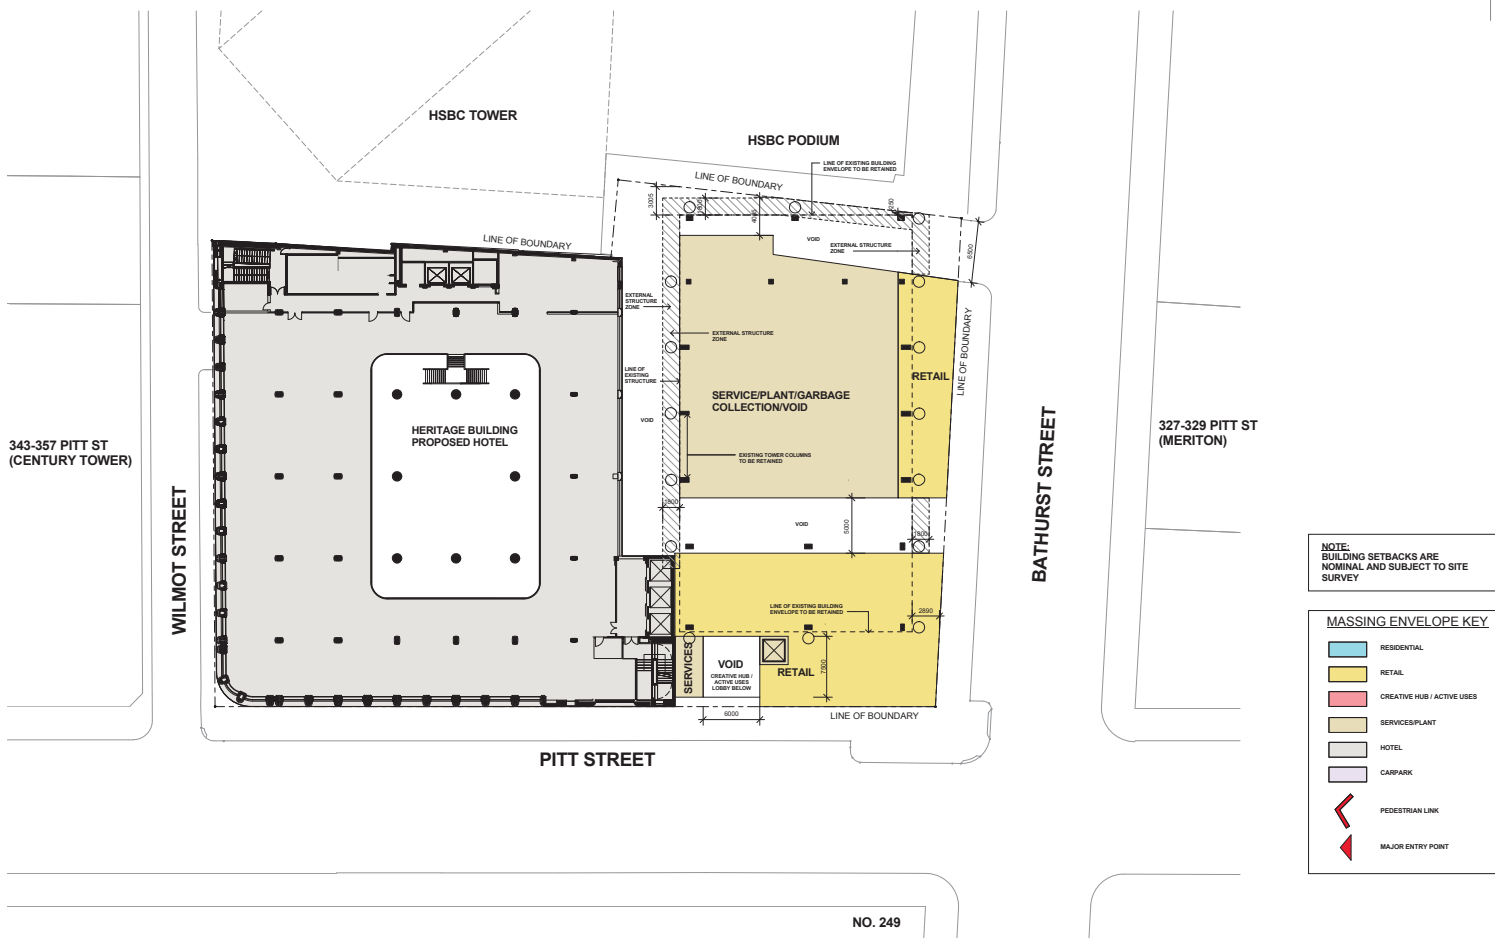 HSBC TOWER
HSBC PODIUM
LINE OF EXISTING BUILDING
ENVELOPE TO BE RETAINED
LINE OF BOUNDARY
3005
1250
VOID
EXTERNAL STRUCTURE
ZONE
6500
LINE OF BOUNDARY
EXTERNAL
STRUCTURE
ZONE
EXTERNAL STRUCTURE
ZONE
LINE OF BOUNDARY
LINE OF
EXISTING
STRUCTURE
RETAIL
SERVICE/PLANT/GARBAGE
COLLECTION/VOID
VOID
HERITAGE BUILDING
PROPOSED HOTEL
EXISTING TOWER COLUMNS
TO BE RETAINED
343-357 PITT ST
(CENTURY TOWER)
327-329 PITT ST
(MERITON)
WILMOT STREET
BATHURST STREET
1800
VOID
5000
1800
LINE OF EXISTING BUILDING
ENVELOPE TO BE RETAINED
2890
SERVICES
VOID
CREATIVE HUB /
ACTIVE USES
LOBBY BELOW
RETAIL
7500
6000
LINE OF BOUNDARY
PITT STREET
NO. 249
NOTE:
BUILDING SETBACKS ARE
NOMINAL AND SUBJECT TO SITE
SURVEY
MASSING ENVELOPE KEY
RESIDENTIAL
RETAIL
CREATIVE HUB / ACTIVE USES
SERVICES/PLANT
HOTEL
CARPARK
PEDESTRIAN LINK
MAJOR ENTRY POINT